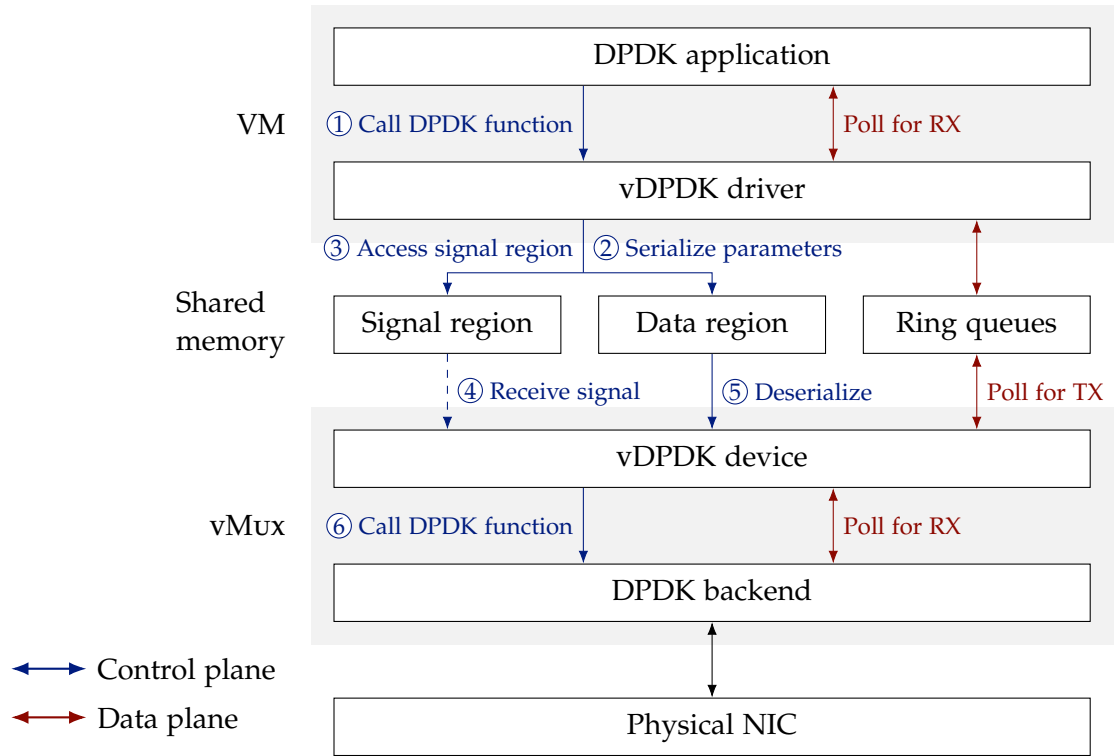 DPDK application
VM
① Call DPDK function
Poll for RX
vDPDK driver
③ Access signal region
② Serialize parameters
Shared
memory
Signal region
Data region
Ring queues
④ Receive signal
⑤ Deserialize
Poll for TX
vDPDK device
vMux
⑥ Call DPDK function
Poll for RX
DPDK backend
Control plane
Data plane
Physical NIC